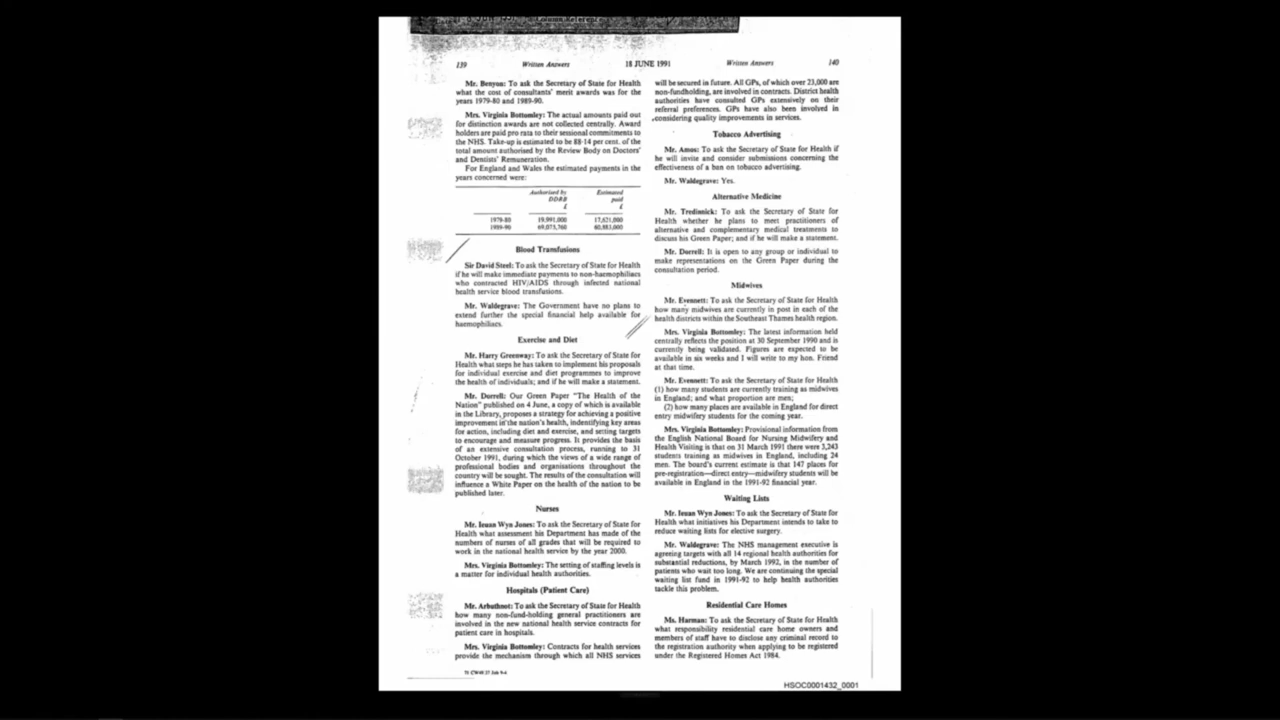 139
Written Answers
18 JUNE 1991
Written Answers
140
Mr. Benyon: To ask the Secretary of State for Health
what the cost of consultants' merit awards was for the
years 1979-80 and 1989-90.
Mrs. Virginia Bottomley: The actual amounts paid out
for distinction awards are not collected centrally. Award
holders are paid pro rata to their sessional commitments to
the NHS. Take-up is estimated to be 88·14 per cent. of the
total amount authorised by the Review Body on Doctors'
and Dentists' Remuneration.
For England and Wales the estimated payments in the
years concerned were:
Authorised by Estimated
DDRB paid
£ £
1979-80 19,991,000 17,621,000
1989-90 69,073,760 60,883,000
Blood Transfusions
Sir David Steel: To ask the Secretary of State for Health
if he will make immediate payments to non-haemophiliacs
who contracted HIV/AIDS through infected national
health service blood transfusions.
Mr. Waldegrave: The Government have no plans to
extend further the special financial help available for
haemophiliacs.
Exercise and Diet
Mr. Harry Greenway: To ask the Secretary of State for
Health what steps he has taken to implement his proposals
for individual exercise and diet programmes to improve
the health of individuals; and if he will make a statement.
Mr. Dorrell: Our Green Paper "The Health of the
Nation" published on 4 June, a copy of which is available
in the Library, proposes a strategy for achieving a positive
improvement in the nation's health, indentifying key areas
for action, including diet and exercise, and setting targets
to encourage and measure progress. It provides the basis
of an extensive consultation process, running to 31
October 1991, during which the views of a wide range of
professional bodies and organisations throughout the
country will be sought. The results of the consultation will
influence a White Paper on the health of the nation to be
published later.
Nurses
Mr. Ieuan Wyn Jones: To ask the Secretary of State for
Health what assessment his Department has made of the
numbers of nurses of all grades that will be required to
work in the national health service by the year 2000.
Mrs. Virginia Bottomley: The setting of staffing levels is
a matter for individual health authorities.
Hospitals (Patient Care)
Mr. Arbuthnot: To ask the Secretary of State for Health
how many non-fund-holding general practitioners are
involved in the new national health service contracts for
patient care in hospitals.
Mrs. Virginia Bottomley: Contracts for health services
provide the mechanism through which all NHS services
will be secured in future. All GPs, of which over 23,000 are
non-fundholding, are involved in contracts. District health
authorities have consulted GPs extensively on their
referral preferences. GPs have also been involved in
considering quality improvements in services.
Tobacco Advertising
Mr. Amos: To ask the Secretary of State for Health if
he will invite and consider submissions concerning the
effectiveness of a ban on tobacco advertising.
Mr. Waldegrave: Yes.
Alternative Medicine
Mr. Tredinnick: To ask the Secretary of State for
Health whether he plans to meet practitioners of
alternative and complementary medical treatments to
discuss his Green Paper; and if he will make a statement.
Mr. Dorrell: It is open to any group or individual to
make representations on the Green Paper during the
consultation period.
Midwives
Mr. Evennett: To ask the Secretary of State for Health
how many midwives are currently in post in each of the
health districts within the Southeast Thames health region.
Mrs. Virginia Bottomley: The latest information held
centrally reflects the position at 30 September 1990 and is
currently being validated. Figures are expected to be
available in six weeks and I will write to my hon. Friend
at that time.
Mr. Evennett: To ask the Secretary of State for Health
(1) how many students are currently training as midwives
in England; and what proportion are men;
(2) how many places are available in England for direct
entry midwifery students for the coming year.
Mrs. Virginia Bottomley: Provisional information from
the English National Board for Nursing Midwifery and
Health Visiting is that on 31 March 1991 there were 3,243
students training as midwives in England, including 24
men. The board's current estimate is that 147 places for
pre-registration—direct entry—midwifery students will be
available in England in the 1991-92 financial year.
Waiting Lists
Mr. Ieuan Wyn Jones: To ask the Secretary of State for
Health what initiatives his Department intends to take to
reduce waiting lists for elective surgery.
Mr. Waldegrave: The NHS management executive is
agreeing targets with all 14 regional health authorities for
substantial reductions, by March 1992, in the number of
patients who wait too long. We are continuing the special
waiting list fund in 1991-92 to help health authorities
tackle this problem.
Residential Care Homes
Ms. Harman: To ask the Secretary of State for Health
what responsibility residential care home owners and
members of staff have to disclose any criminal record to
the registration authority when applying to be registered
under the Registered Homes Act 1984.
HSOC0001432_0001